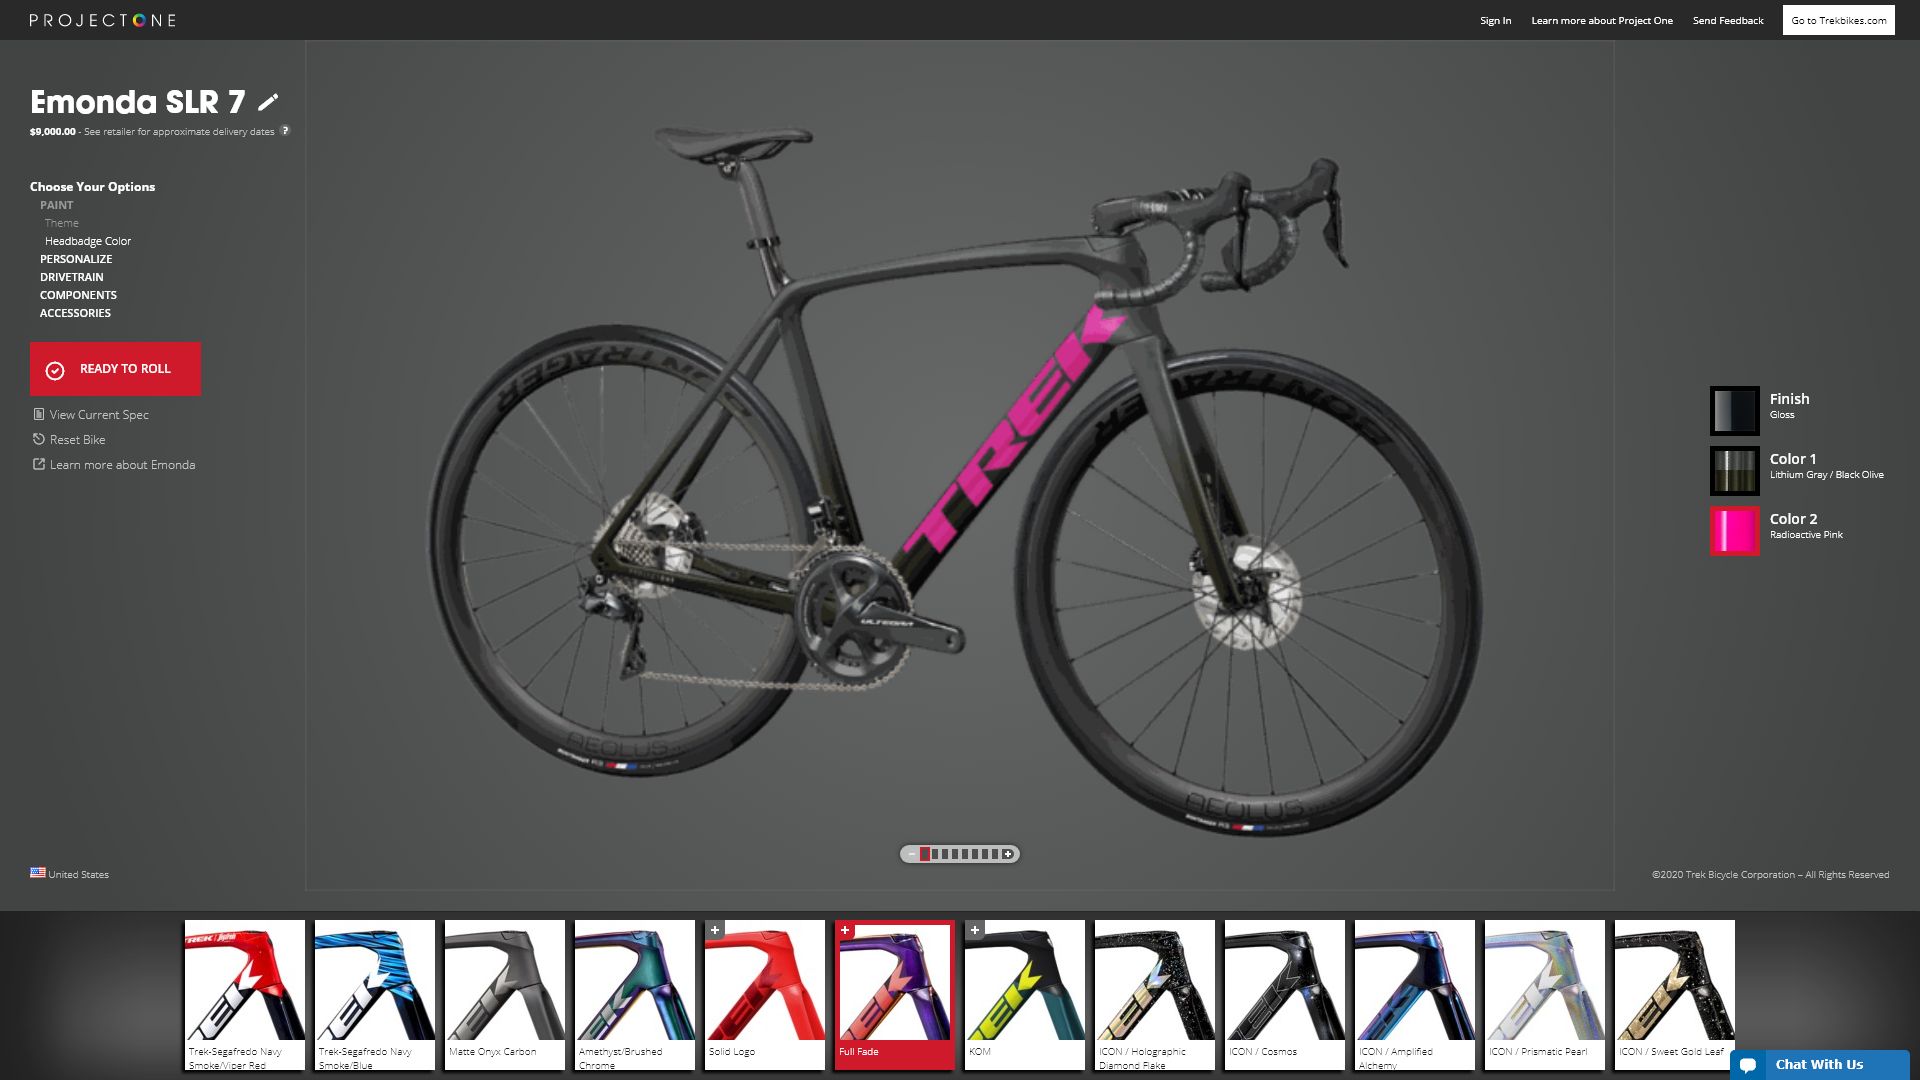 PROJECT ONE
Sign In
Learn more about Project One
Send Feedback
Go to Trekbikes.com
Emonda SLR 7
$9,000.00 - See retailer for approximate delivery dates ?
Choose Your Options
PAINT
Theme
Headbadge Color
PERSONALIZE
DRIVETRAIN
COMPONENTS
ACCESSORIES
READY TO ROLL
View Current Spec
Reset Bike
Learn more about Emonda
BONTRAGER
TREK
BONTRAGER
ULTEGRA
AEOLUS
AEOLUS
Finish
Gloss
Color 1
Lithium Gray / Black Olive
Color 2
Radioactive Pink
United States
©2020 Trek Bicycle Corporation – All Rights Reserved
Trek-Segafredo Navy
Smoke/Viper Red
Trek-Segafredo Navy
Smoke/Blue
Matte Onyx Carbon
Amethyst/Brushed
Chrome
Solid Logo
Full Fade
KOM
ICON / Holographic
Diamond Flake
ICON / Cosmos
ICON / Amplified
Alchemy
ICON / Prismatic Pearl
ICON / Sweet Gold Leaf
Chat With Us